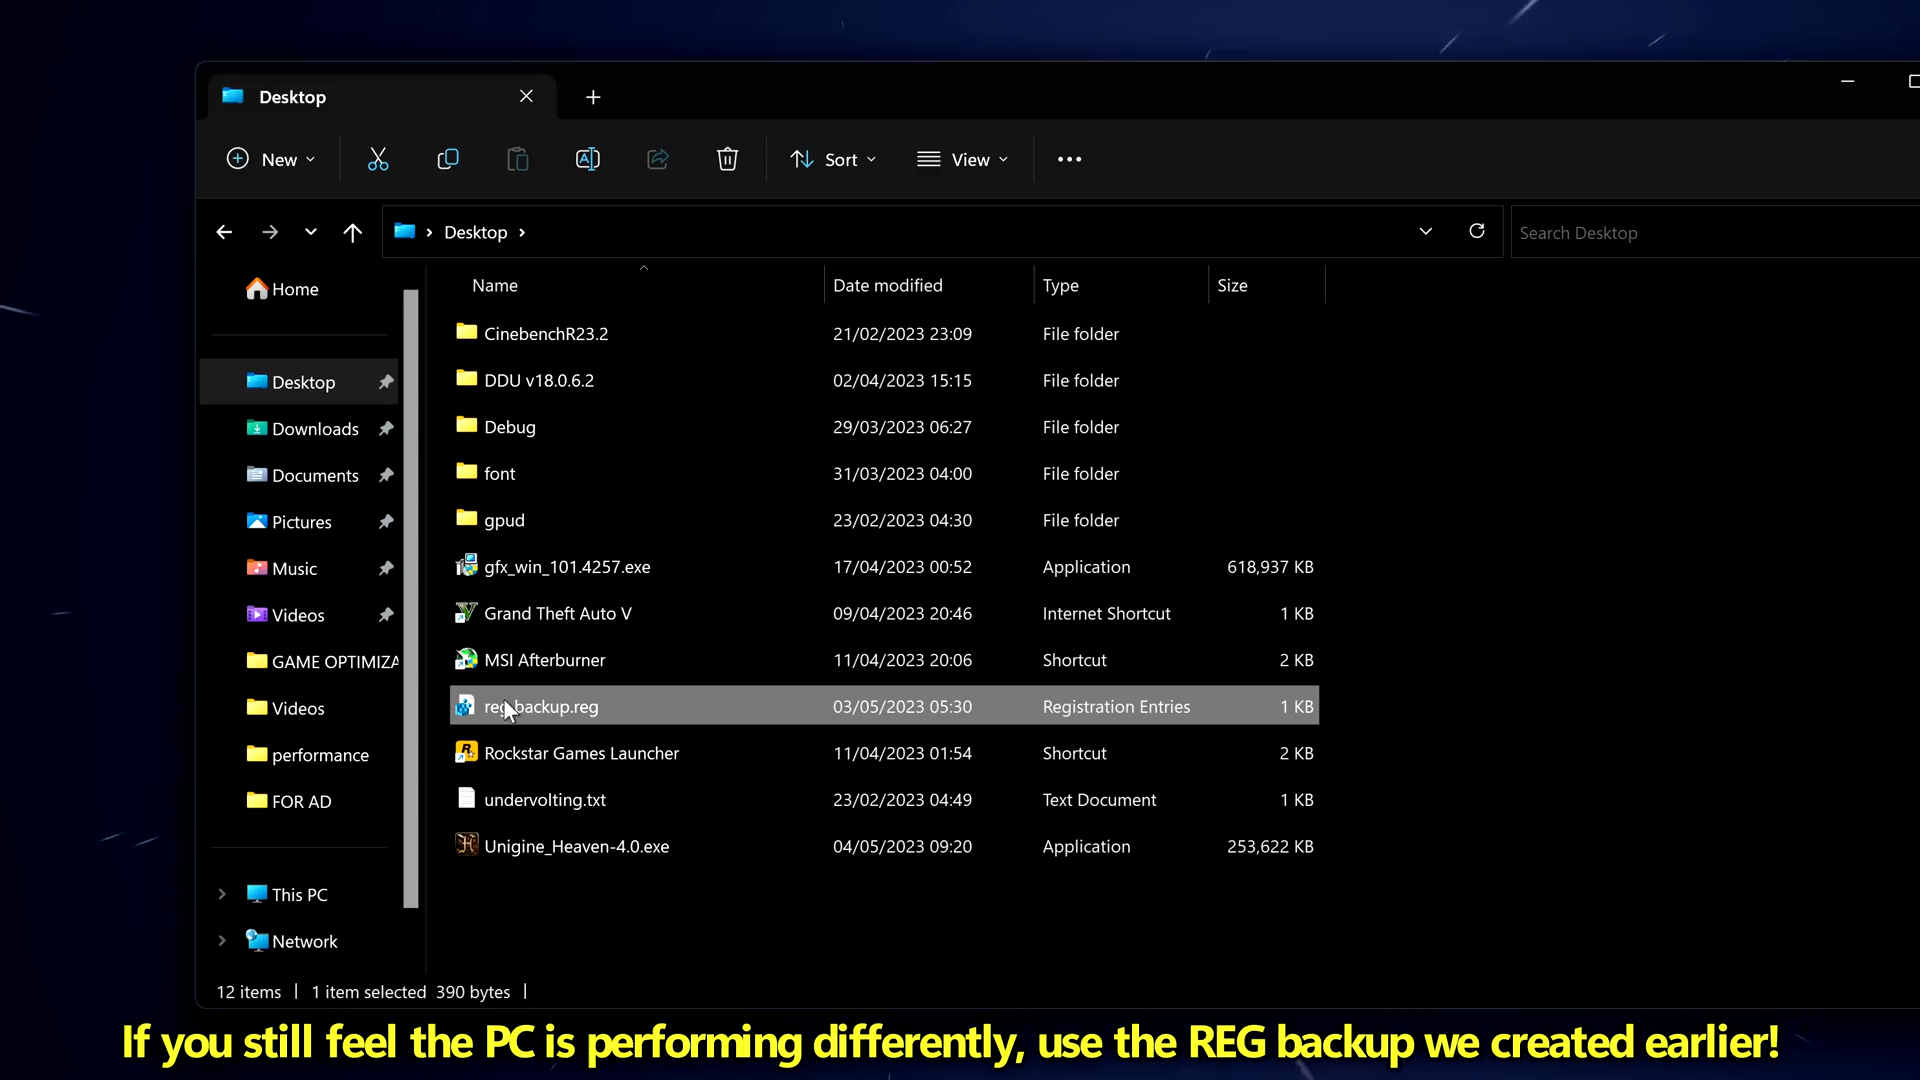 Desktop
New
Sort
View
Desktop
Search Desktop
Home
Desktop
Downloads
Documents
Pictures
Music
Videos
GAME OPTIMIZA
Videos
performance
FOR AD
This PC
Network
Name Date modified Type Size
CinebenchR23.2 21/02/2023 23:09 File folder
DDU v18.0.6.2 02/04/2023 15:15 File folder
Debug 29/03/2023 06:27 File folder
font 31/03/2023 04:00 File folder
gpud 23/02/2023 04:30 File folder
gfx_win_101.4257.exe 17/04/2023 00:52 Application 618,937 KB
Grand Theft Auto V 09/04/2023 20:46 Internet Shortcut 1 KB
MSI Afterburner 11/04/2023 20:06 Shortcut 2 KB
reg backup.reg 03/05/2023 05:30 Registration Entries 1 KB
Rockstar Games Launcher 11/04/2023 01:54 Shortcut 2 KB
undervolting.txt 23/02/2023 04:49 Text Document 1 KB
Unigine_Heaven-4.0.exe 04/05/2023 09:20 Application 253,622 KB
12 items 1 item selected 390 bytes
If you still feel the PC is performing differently, use the REG backup we created earlier!